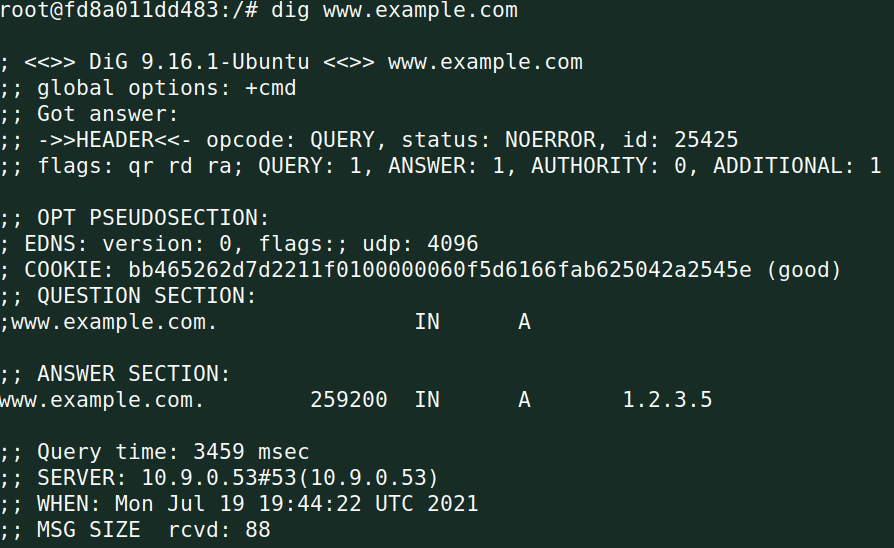 root@fd8a011dd483:/# dig www.example.com
; <<>> DiG 9.16.1-Ubuntu <<>> www.example.com
;; global options: +cmd
;; Got answer:
;; ->>HEADER<<- opcode: QUERY, status: NOERROR, id: 25425
;; flags: qr rd ra; QUERY: 1, ANSWER: 1, AUTHORITY: 0, ADDITIONAL: 1
;; OPT PSEUDOSECTION:
; EDNS: version: 0, flags:; udp: 4096
; COOKIE: bb465262d7d2211f0100000060f5d6166fab625042a2545e (good)
;; QUESTION SECTION:
;www.example.com. IN A
;; ANSWER SECTION:
www.example.com. 259200 IN A 1.2.3.5
;; Query time: 3459 msec
;; SERVER: 10.9.0.53#53(10.9.0.53)
;; WHEN: Mon Jul 19 19:44:22 UTC 2021
;; MSG SIZE rcvd: 88